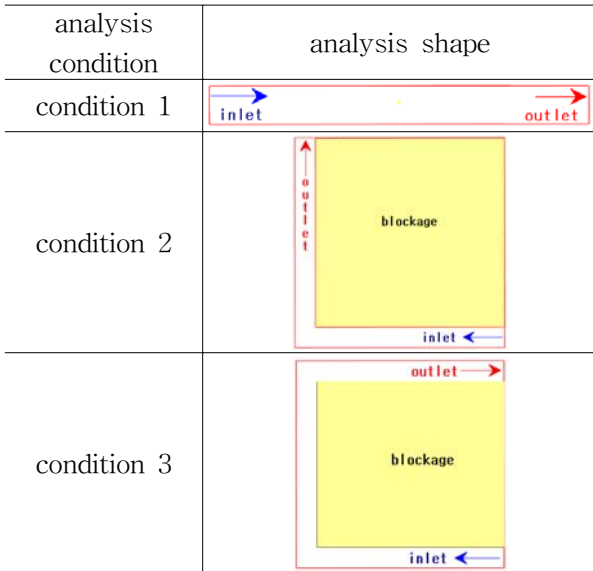 analysis
condition
analysis shape
condition 1
inlet
outlet
condition 2
outlet
blockage
inlet
condition 3
outlet
blockage
inlet